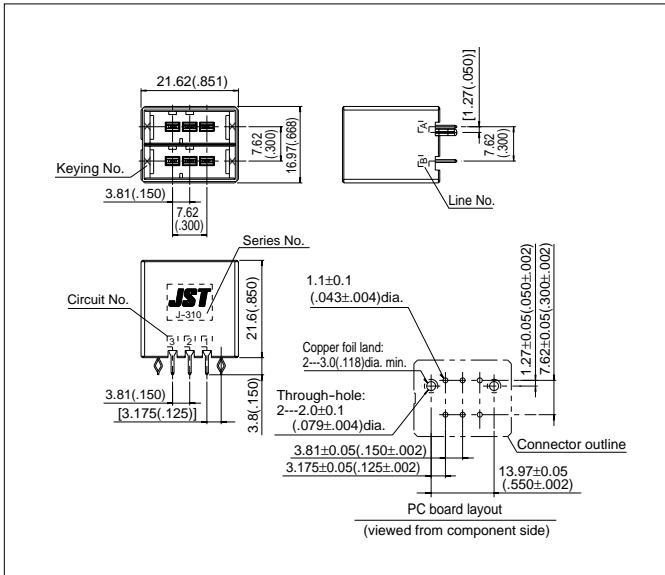 21.62(.851)
7.62
(.300)
16.97(.668)
Keying No.
3.81(.150)
7.62
(.300)
[1.27(.050)]
"A"
"B"
7.62
(.300)
Line No.
Series No.
Circuit No.
JST
J-310
3 2 1
21.6(.850)
3.81(.150)
[3.175(.125)]
3.8(.150)
1.1±0.1
(.043±.004)dia.
Copper foil land:
2---3.0(.118)dia. min.
Through-hole:
2---2.0±0.1
(.079±.004)dia.
1.27±0.05(.050±.002)
7.62±0.05(.300±.002)
Connector outline
3.81±0.05(.150±.002)
3.175±0.05(.125±.002)
13.97±0.05
(.550±.002)
PC board layout
(viewed from component side)